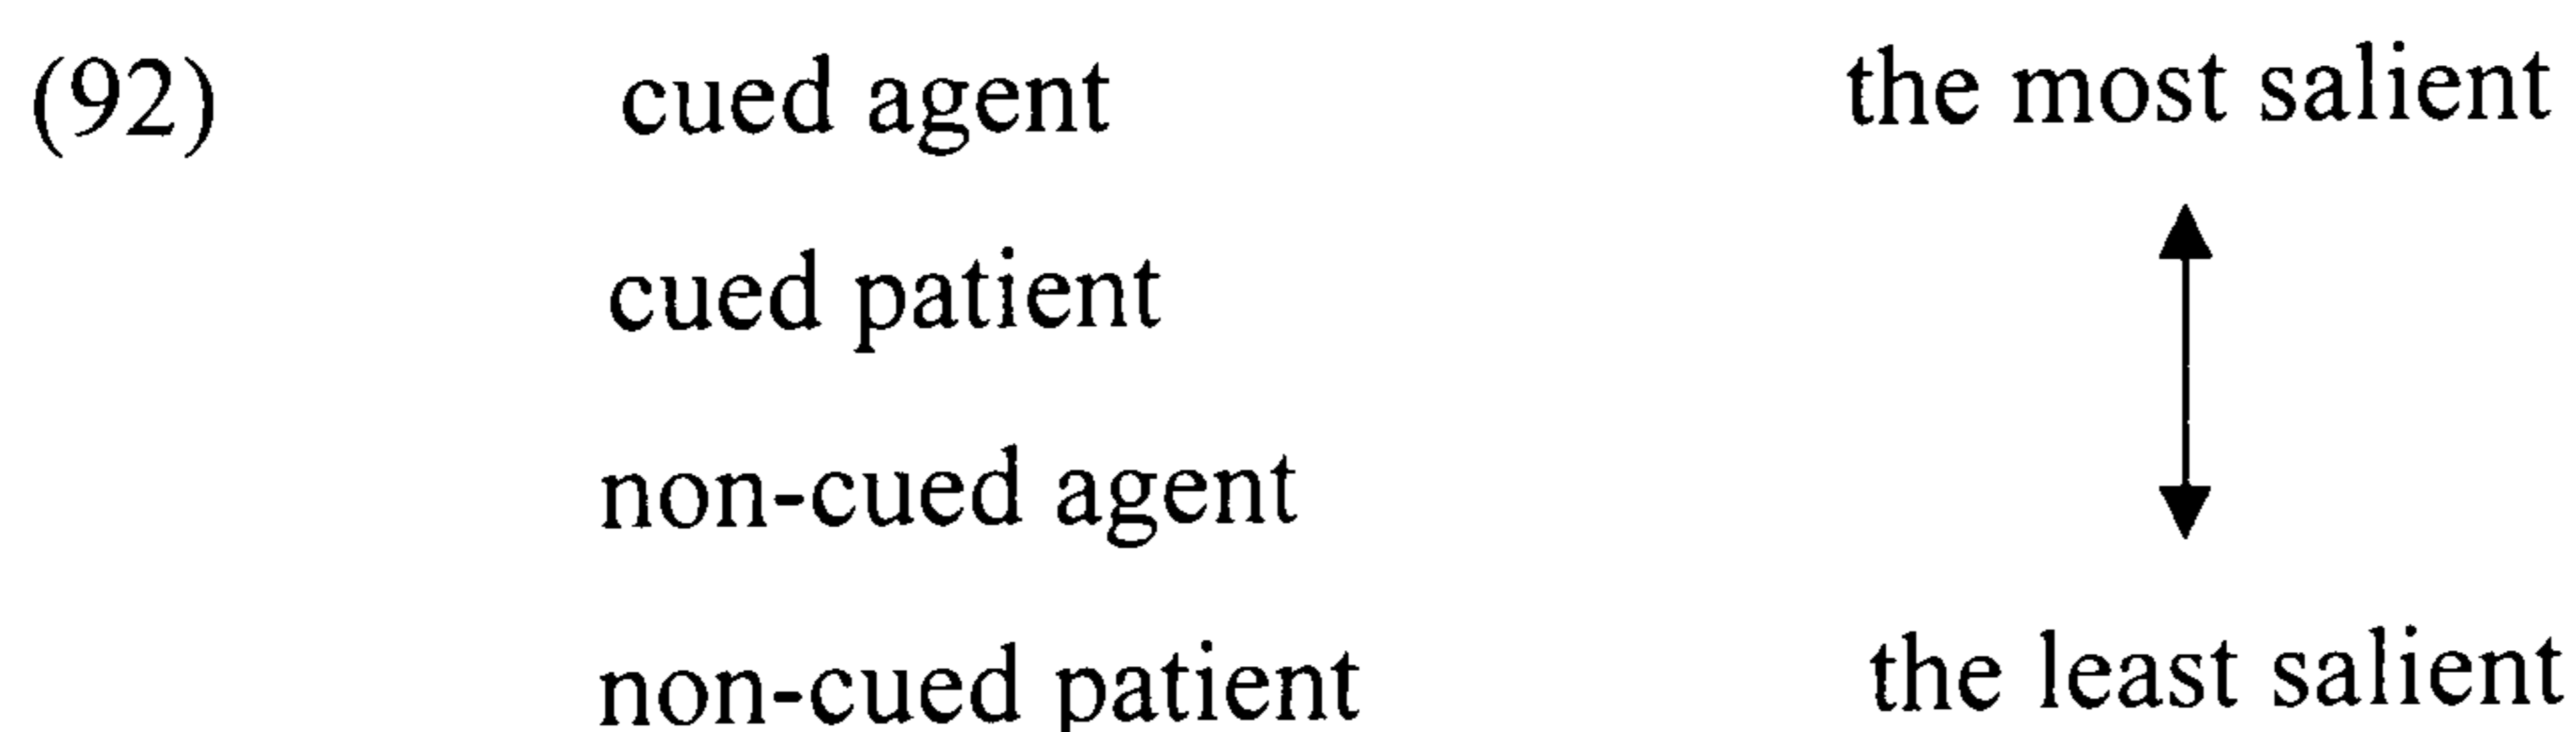 (92) cued agent the most salient
cued patient
non-cued agent
non-cued patient the least salient